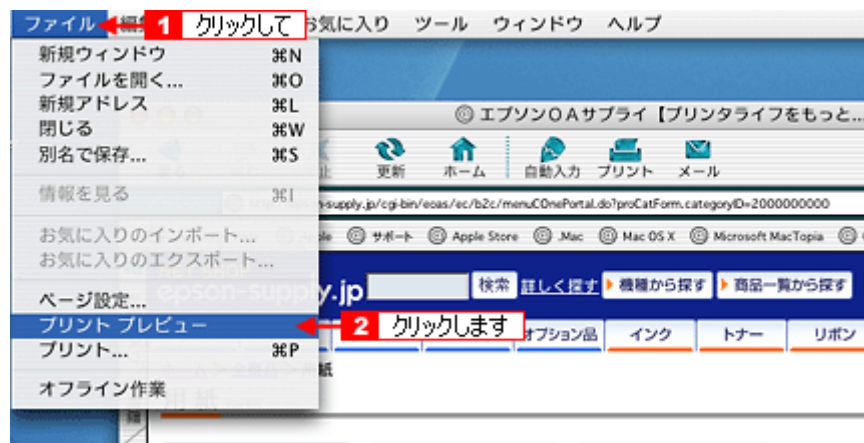 ファイル 1 クリックして お気に入り ツール ウィンドウ ヘルプ
新規ウィンドウ ⌘N
ファイルを開く... ⌘O
新規アドレス ⌘L
閉じる ⌘W
別名で保存... ⌘S
情報を見る ⌘I
お気に入りのインポート...
お気に入りのエクスポート...
ページ設定...
プリント プレビュー 2 クリックします
プリント... ⌘P
オフライン作業
エプソンOAサプライ【プリンタライフをもっと...
更新 ホーム 自動入力 プリント メール
supply.jp/cgi-bin/eoas/ec/b2c/menuCOnePortal.do?proCatForm.categoryID=2000000000
サポート Apple Store .Mac Mac OS X Microsoft MacTopia
epson-supply.jp 検索 詳しく探す 機種から探す 商品一覧から探す
オプション品 インク トナー リボン
用紙